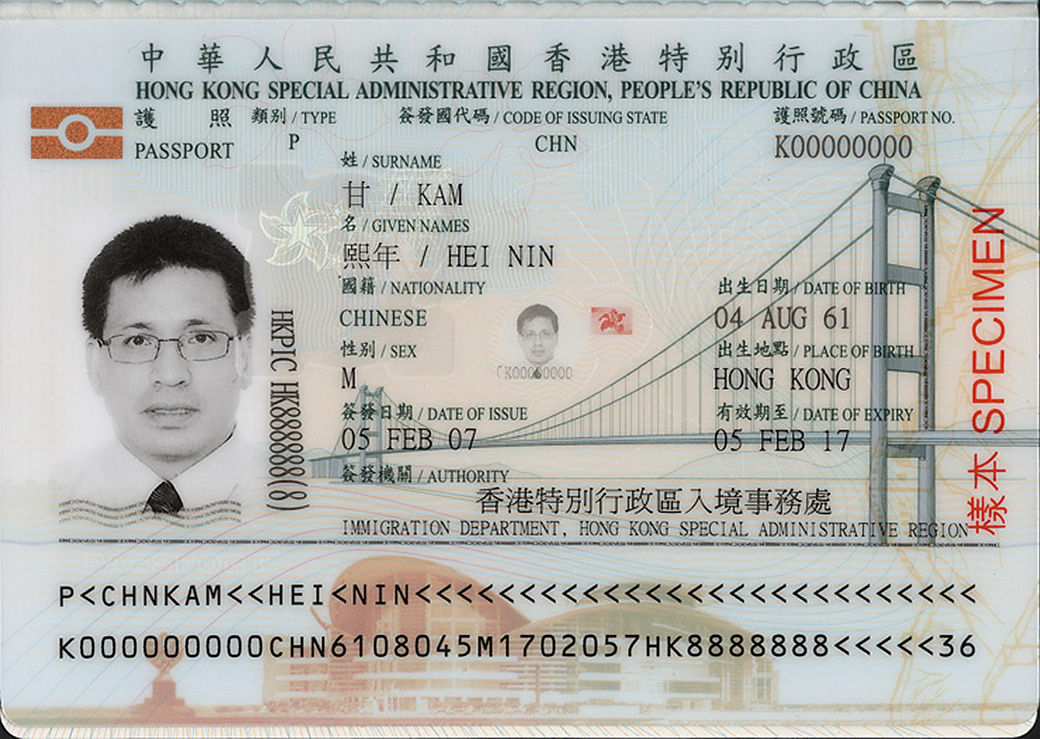 中華人民共和國香港特別行政區
HONG KONG SPECIAL ADMINISTRATIVE REGION, PEOPLE'S REPUBLIC OF CHINA
護照 類別 / TYPE 簽發國代碼 / CODE OF ISSUING STATE 護照號碼 / PASSPORT NO.
PASSPORT P CHN K00000000
姓 / SURNAME
甘 / KAM
名 / GIVEN NAMES
熙年 / HEI NIN
國籍 / NATIONALITY 出生日期 / DATE OF BIRTH
CHINESE 04 AUG 61
性別 / SEX 出生地點 / PLACE OF BIRTH
M HONG KONG
簽發日期 / DATE OF ISSUE 有效期至 / DATE OF EXPIRY
05 FEB 07 05 FEB 17
簽發機關 / AUTHORITY
香港特別行政區入境事務處
IMMIGRATION DEPARTMENT, HONG KONG SPECIAL ADMINISTRATIVE REGION
HKPIC HK888888(8)
K00000000
樣本 SPECIMEN
P<CHNKAM<<HEI<NIN<<<<<<<<<<<<<<<<<<<<<<<<<<<
K000000000CHN6108045M1702057HK8888888<<<<<36